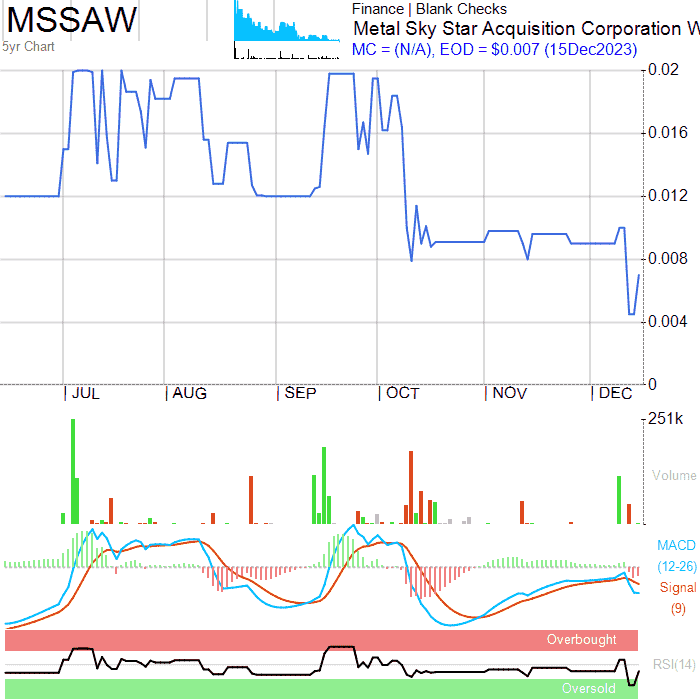 MSSAW
5yr Chart
Finance | Blank Checks
Metal Sky Star Acquisition Corporation W
MC = (N/A), EOD = $0.007 (15Dec2023)
0.02
0.016
0.012
0.008
0.004
0
JUL
AUG
SEP
OCT
NOV
DEC
251k
Volume
MACD
(12-26)
Signal
(9)
Overbought
RSI(14)
Oversold